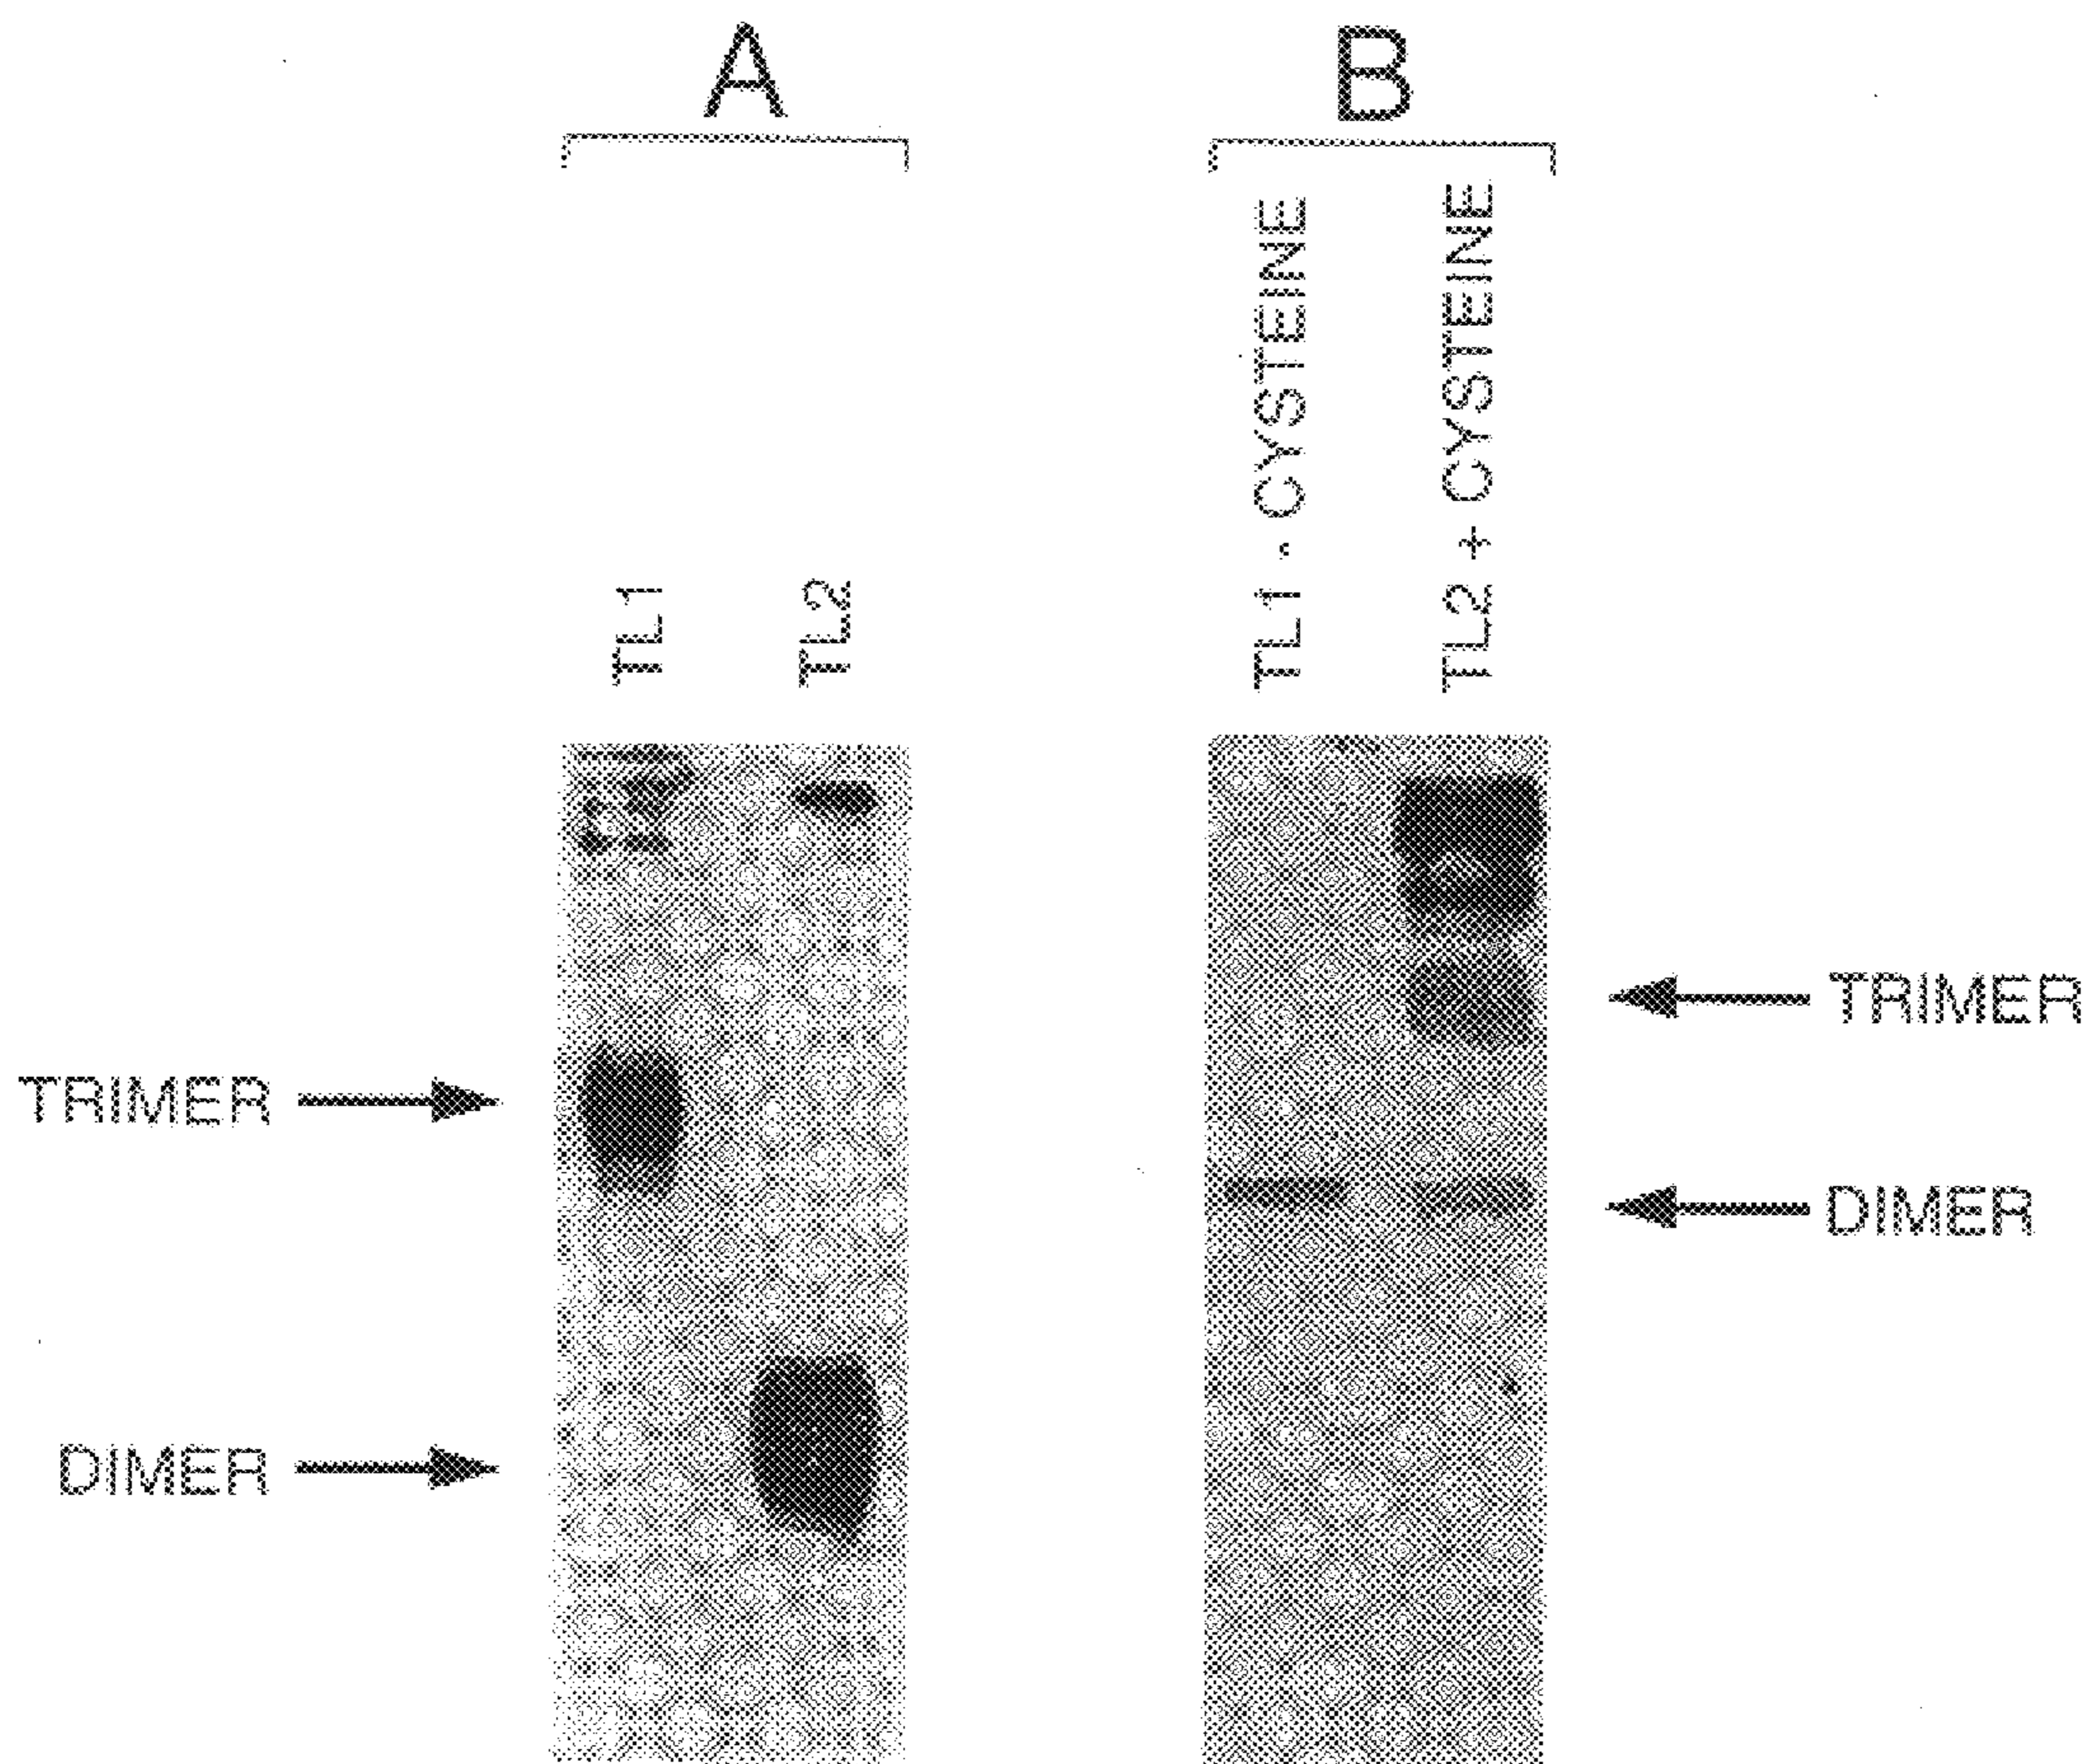 A
B
TL1
TL2
TL1 - CYSTEINE
TL2 + CYSTEINE
TRIMER
DIMER
TRIMER
DIMER